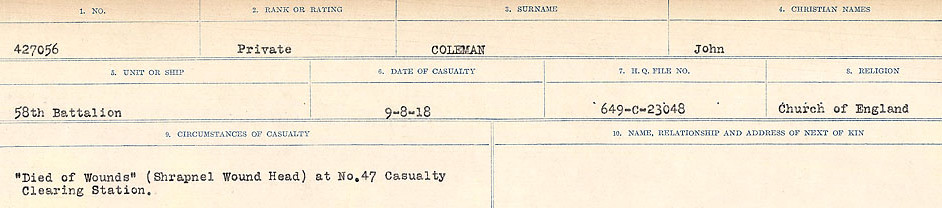 1. NO. 2. RANK OR RATING 3. SURNAME 4. CHRISTIAN NAMES
427056 Private COLEMAN John
5. UNIT OR SHIP 6. DATE OF CASUALTY 7. H.Q. FILE NO. 8. RELIGION
58th Battalion 9-8-18 649-C-23048 Church of England
9. CIRCUMSTANCES OF CASUALTY 10. NAME, RELATIONSHIP AND ADDRESS OF NEXT OF KIN
"Died of Wounds" (Shrapnel Wound Head) at No.47 Casualty
Clearing Station.